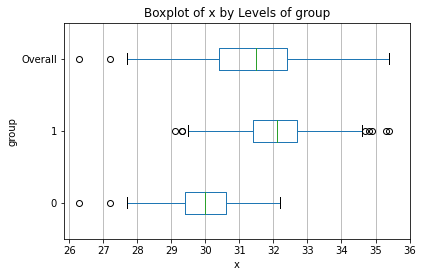 Boxplot of x by Levels of group
Overall
1
0
group
26 27 28 29 30 31 32 33 34 35 36
x